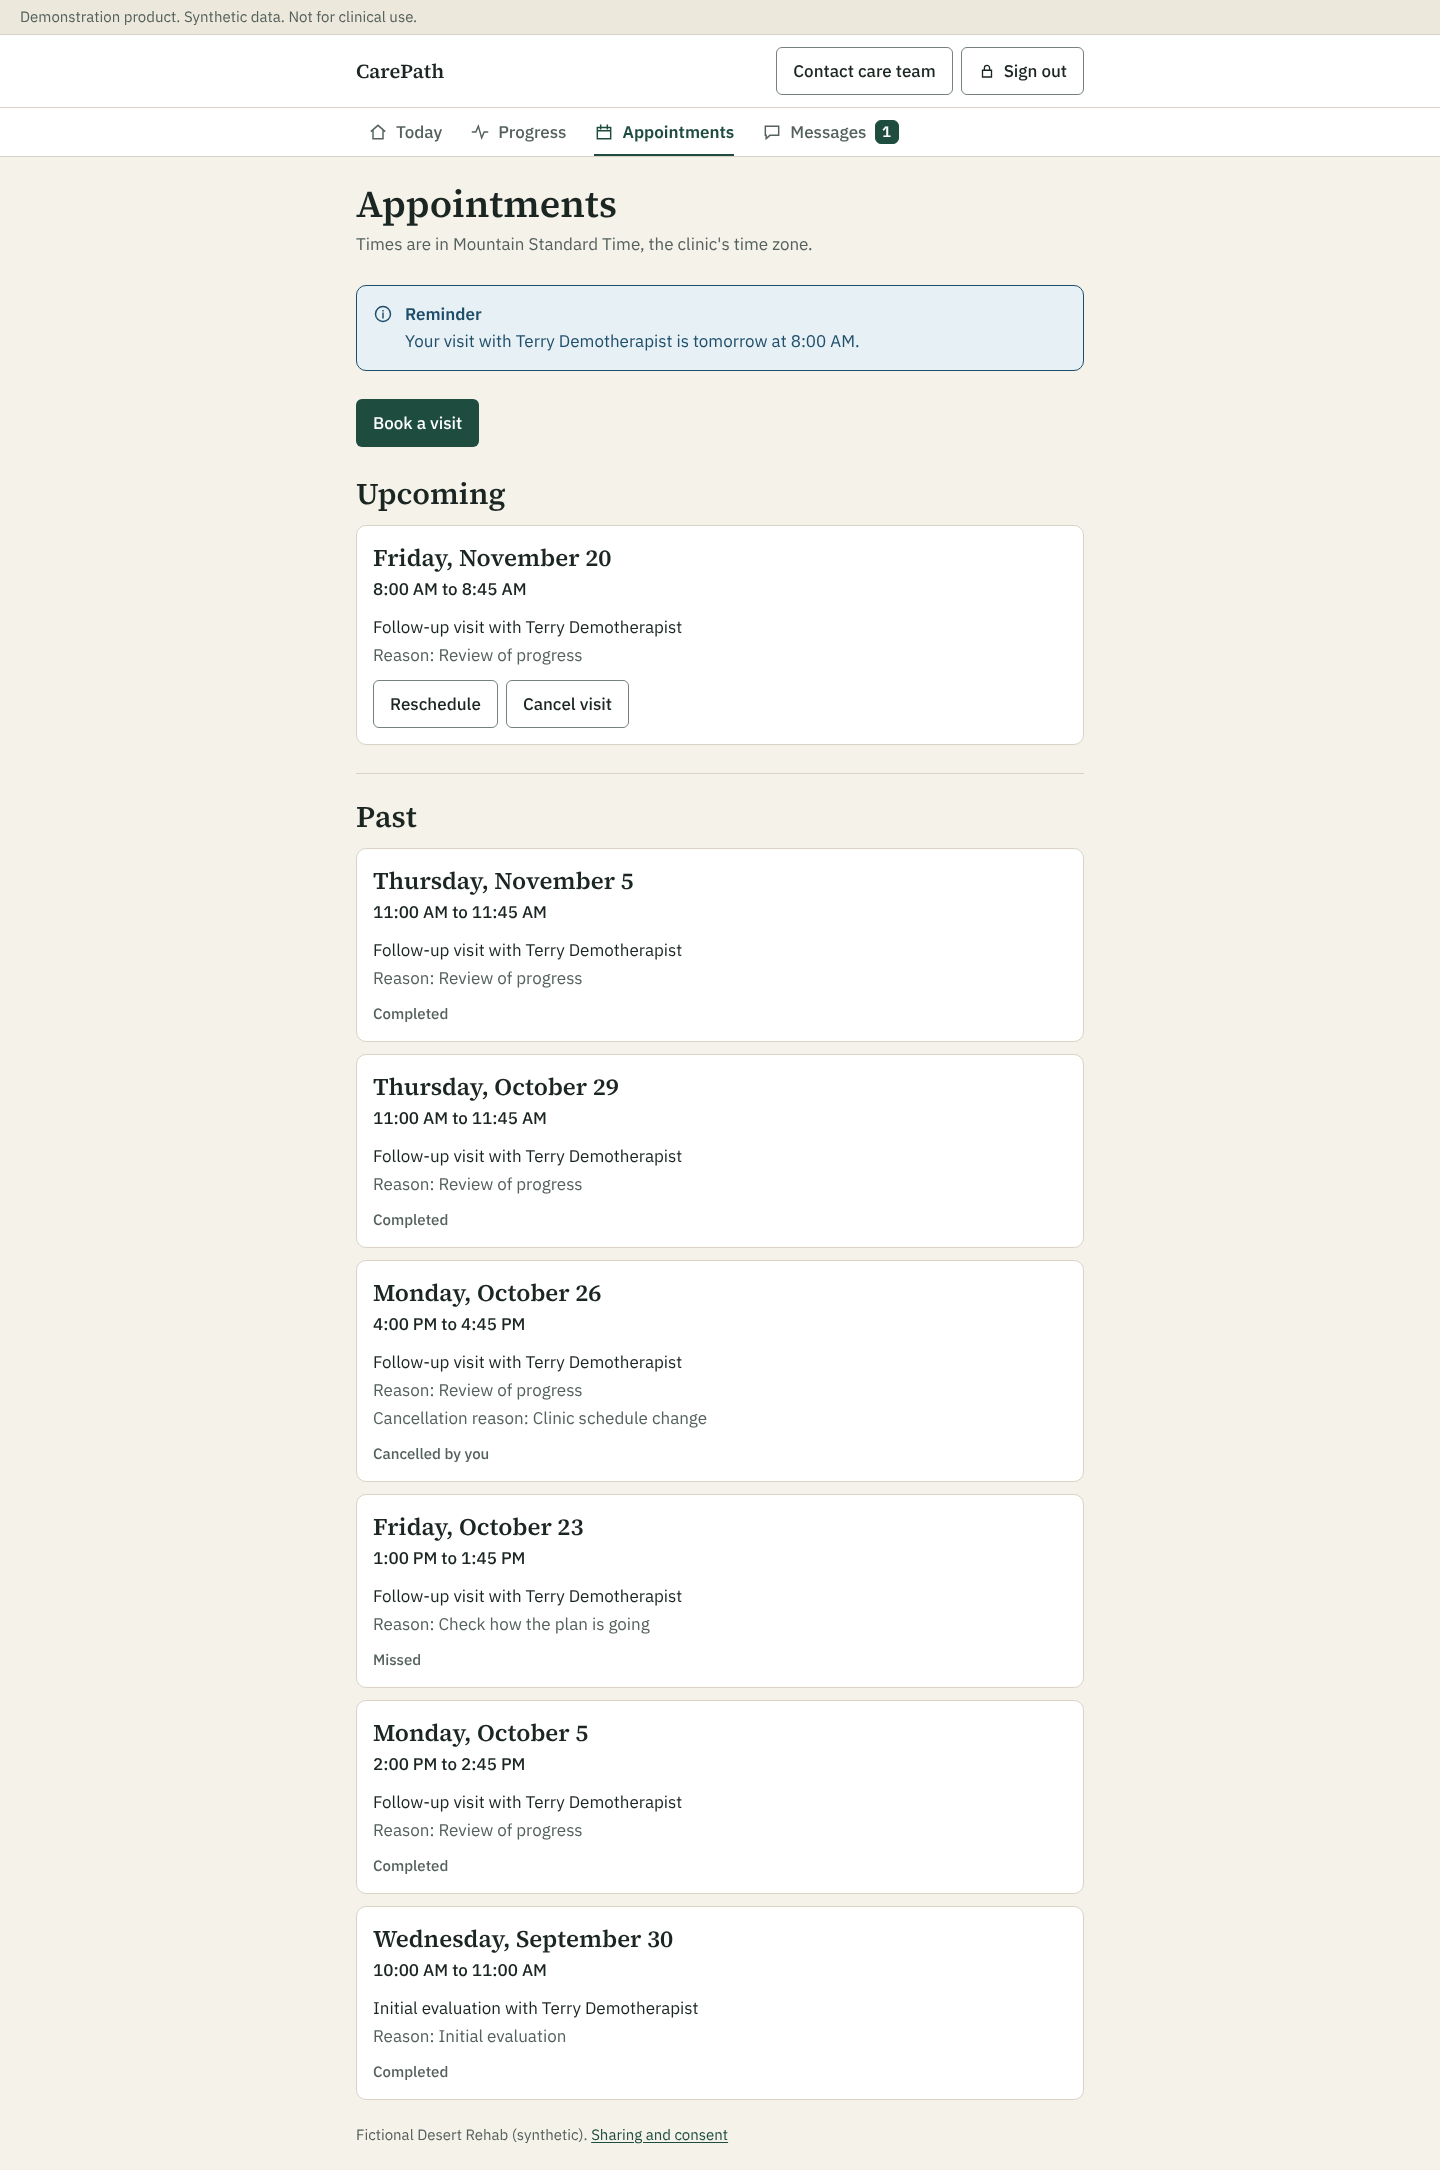 Demonstration product. Synthetic data. Not for clinical use.
CarePath
Contact care team
Sign out
Today
Progress
Appointments
Messages
1
Appointments
Times are in Mountain Standard Time, the clinic's time zone.
Reminder
Your visit with Terry Demotherapist is tomorrow at 8:00 AM.
Book a visit
Upcoming
Friday, November 20
8:00 AM to 8:45 AM
Follow-up visit with Terry Demotherapist
Reason: Review of progress
Reschedule
Cancel visit
Past
Thursday, November 5
11:00 AM to 11:45 AM
Follow-up visit with Terry Demotherapist
Reason: Review of progress
Completed
Thursday, October 29
11:00 AM to 11:45 AM
Follow-up visit with Terry Demotherapist
Reason: Review of progress
Completed
Monday, October 26
4:00 PM to 4:45 PM
Follow-up visit with Terry Demotherapist
Reason: Review of progress
Cancellation reason: Clinic schedule change
Cancelled by you
Friday, October 23
1:00 PM to 1:45 PM
Follow-up visit with Terry Demotherapist
Reason: Check how the plan is going
Missed
Monday, October 5
2:00 PM to 2:45 PM
Follow-up visit with Terry Demotherapist
Reason: Review of progress
Completed
Wednesday, September 30
10:00 AM to 11:00 AM
Initial evaluation with Terry Demotherapist
Reason: Initial evaluation
Completed
Fictional Desert Rehab (synthetic). Sharing and consent